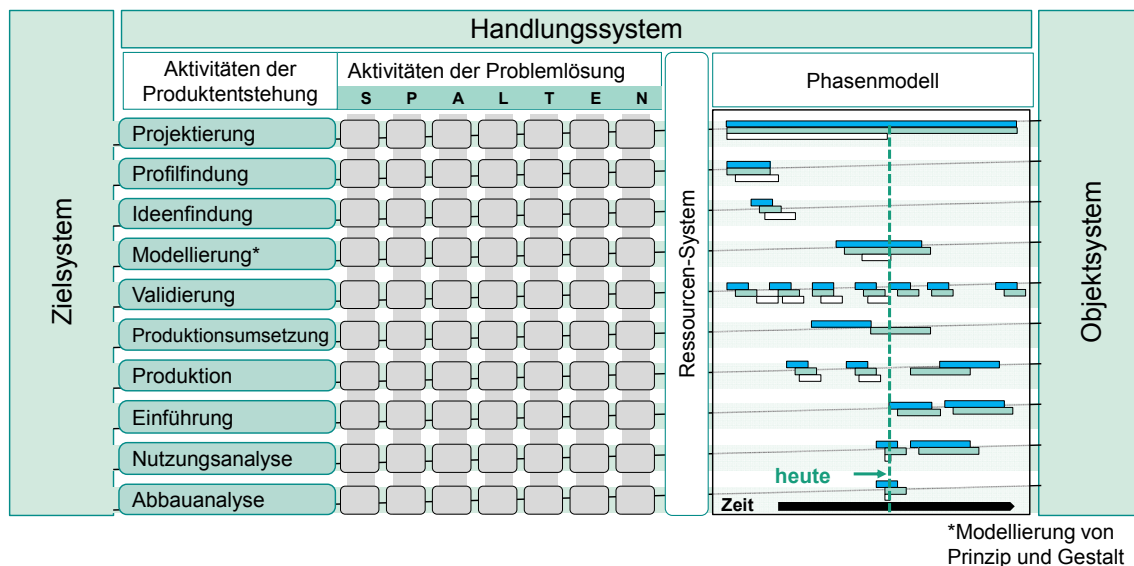 Handlungssystem
Zielsystem
Aktivitäten der
Produktentstehung
Aktivitäten der Problemlösung
S P A L T E N
Ressourcen-System
Phasenmodell
Objektsystem
Projektierung
Profilfindung
Ideenfindung
Modellierung*
Validierung
Produktionsumsetzung
Produktion
Einführung
Nutzungsanalyse
Abbauanalyse
heute
Zeit
*Modellierung von
Prinzip und Gestalt